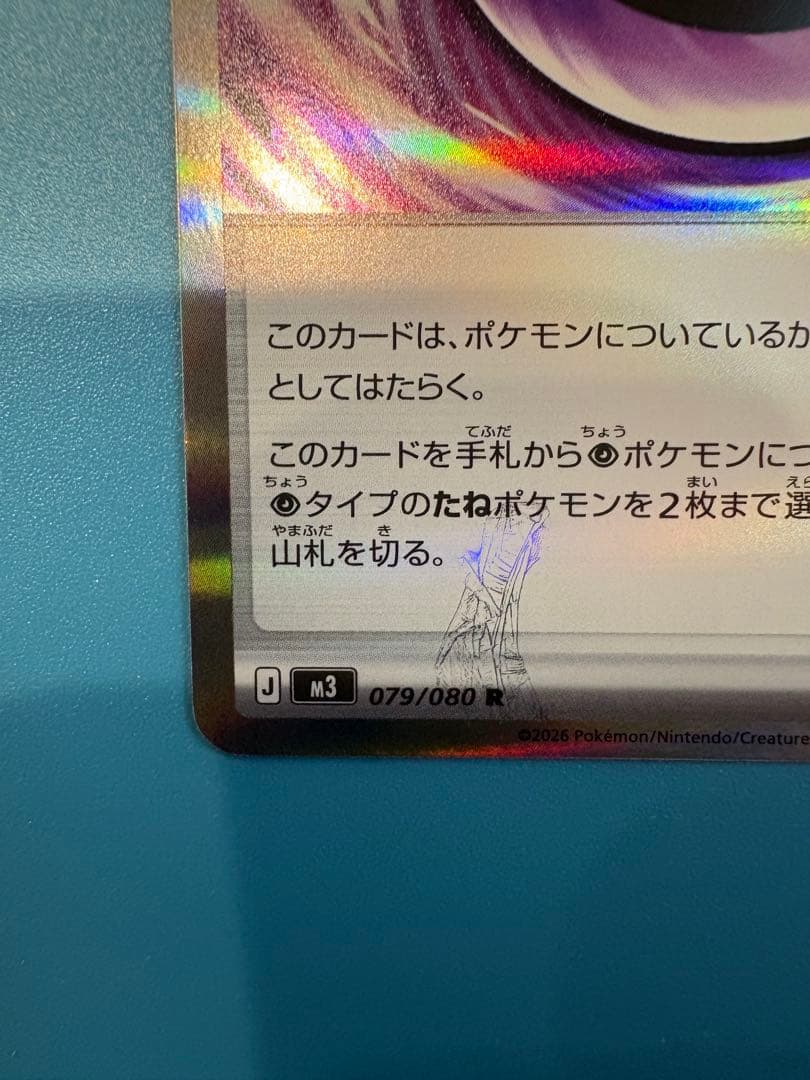 このカードは、ポケモンについているか
としてはたらく。
てふだ ちょう
このカードを手札からポケモンにつ
ちょう まい えら
タイプのたねポケモンを2枚まで選
やまふだ き
山札を切る。
J M3 079/080 R
©2026 Pokémon/Nintendo/Creature